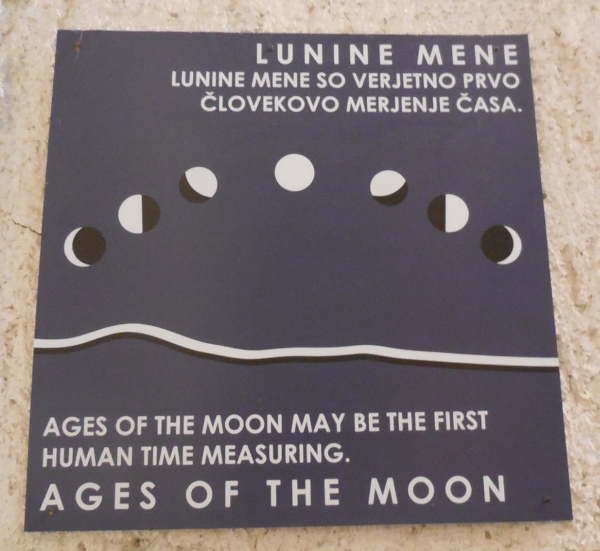 LUNINE MENE
LUNINE MENE SO VERJETNO PRVO
ČLOVEKOVO MERJENJE ČASA.
AGES OF THE MOON MAY BE THE FIRST
HUMAN TIME MEASURING.
AGES OF THE MOON